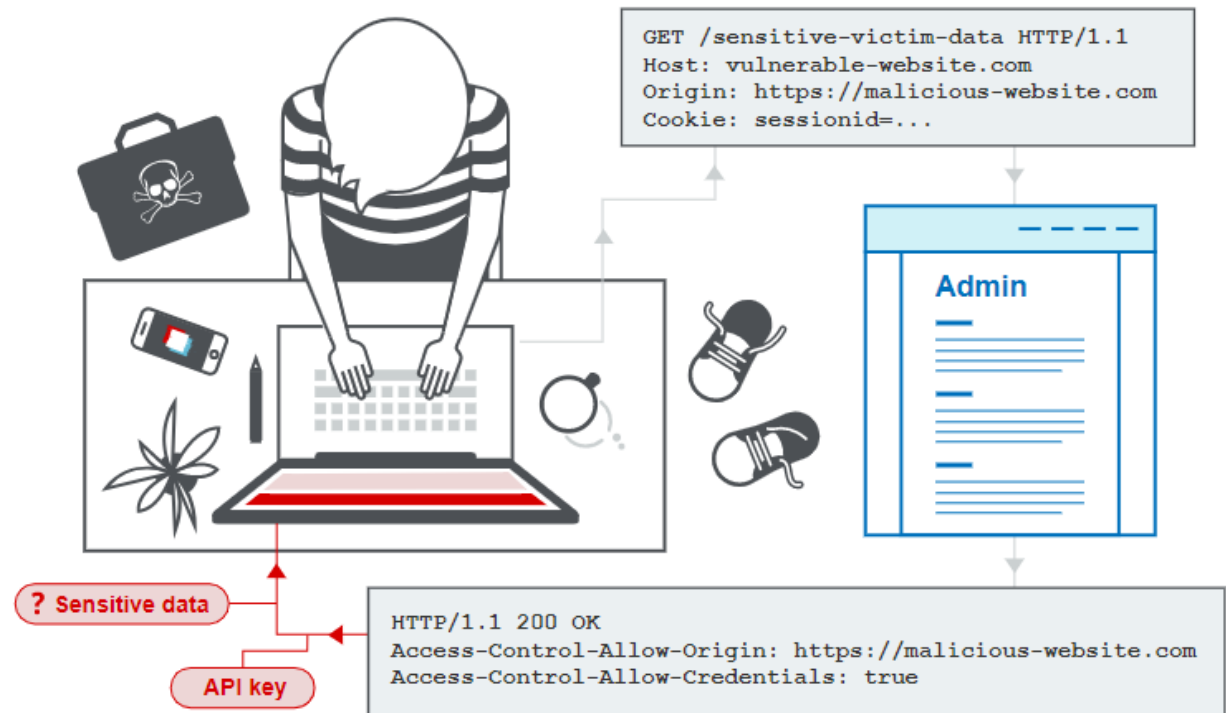 GET /sensitive-victim-data HTTP/1.1
Host: vulnerable-website.com
Origin: https://malicious-website.com
Cookie: sessionid=...
Admin
? Sensitive data
API key
HTTP/1.1 200 OK
Access-Control-Allow-Origin: https://malicious-website.com
Access-Control-Allow-Credentials: true